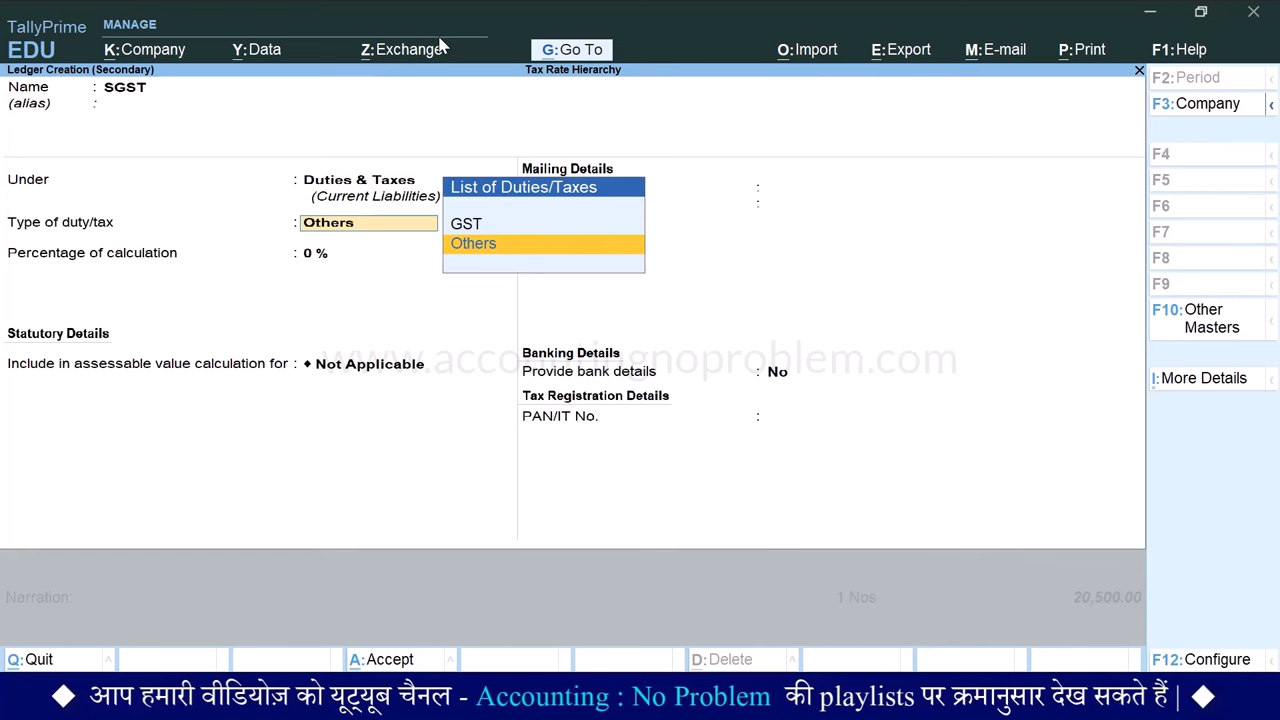 TallyPrime
EDU
MANAGE
K:Company
Y:Data
Z:Exchange
G:Go To
O:Import
E:Export
M:E-mail
P:Print
F1:Help
Ledger Creation (Secondary)
Tax Rate Hierarchy
Name : SGST
(alias) :
Under : Duties & Taxes
(Current Liabilities)
Type of duty/tax : Others
Percentage of calculation : 0 %
Statutory Details
Include in assessable value calculation for : ♦ Not Applicable
Mailing Details
:
:
List of Duties/Taxes
GST
Others
www.accountingnoproblem.com
Banking Details
Provide bank details : No
Tax Registration Details
PAN/IT No. :
Narration:
1 Nos
20,500.00
F2:Period
F3:Company
F4
F5
F6
F7
F8
F9
F10:Other
Masters
I:More Details
Q:Quit
A:Accept
D:Delete
F12:Configure
◆ आप हमारी वीडियोज़ को यूट्यूब चैनल - Accounting : No Problem की playlists पर क्रमानुसार देख सकते हैं | ◆